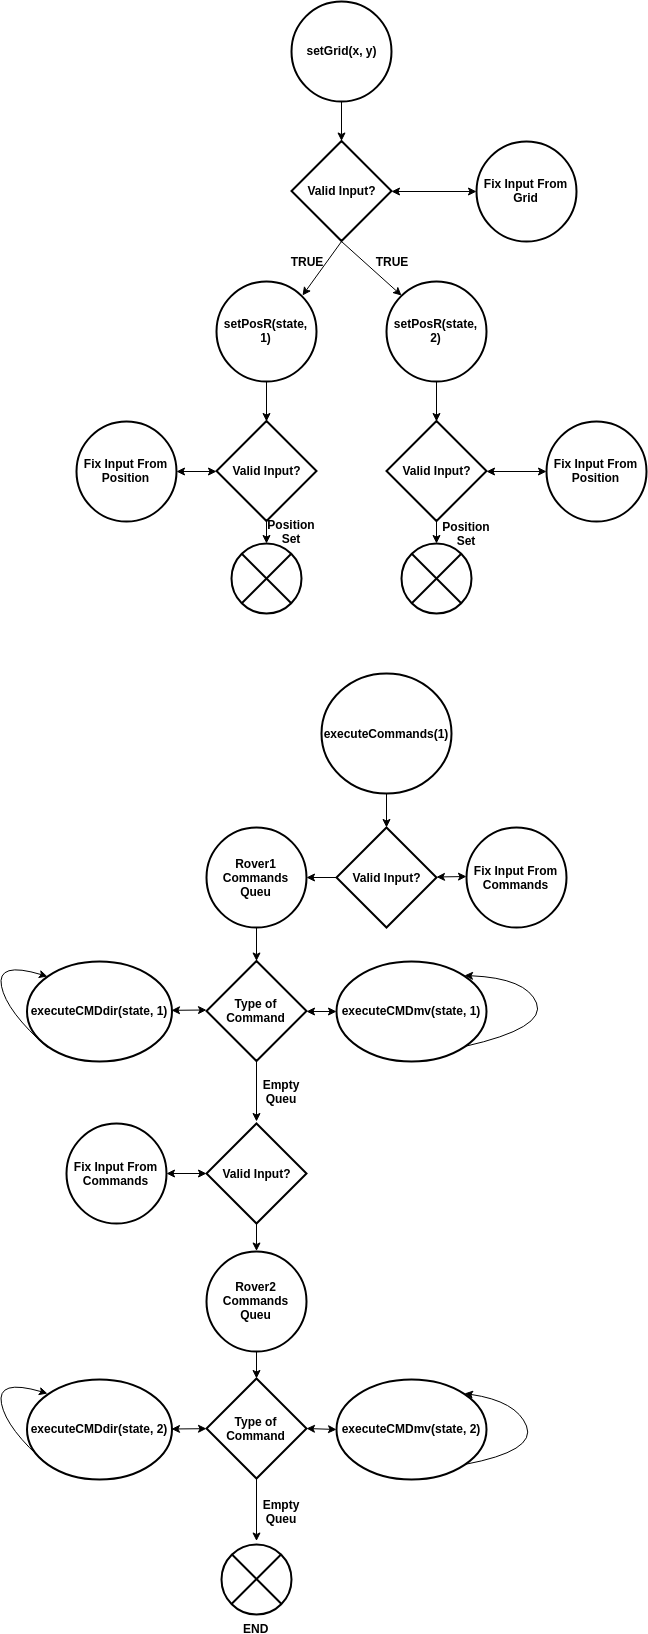 setGrid(x, y)
Valid Input?
Fix Input From
Grid
TRUE
TRUE
setPosR(state,
1)
setPosR(state,
2)
Fix Input From
Position
Valid Input?
Valid Input?
Fix Input From
Position
Position
Set
Position
Set
executeCommands(1)
Rover1
Commands
Queu
Valid Input?
Fix Input From
Commands
executeCMDdir(state, 1)
Type of
Command
executeCMDmv(state, 1)
Empty
Queu
Fix Input From
Commands
Valid Input?
Rover2
Commands
Queu
executeCMDdir(state, 2)
Type of
Command
executeCMDmv(state, 2)
Empty
Queu
END